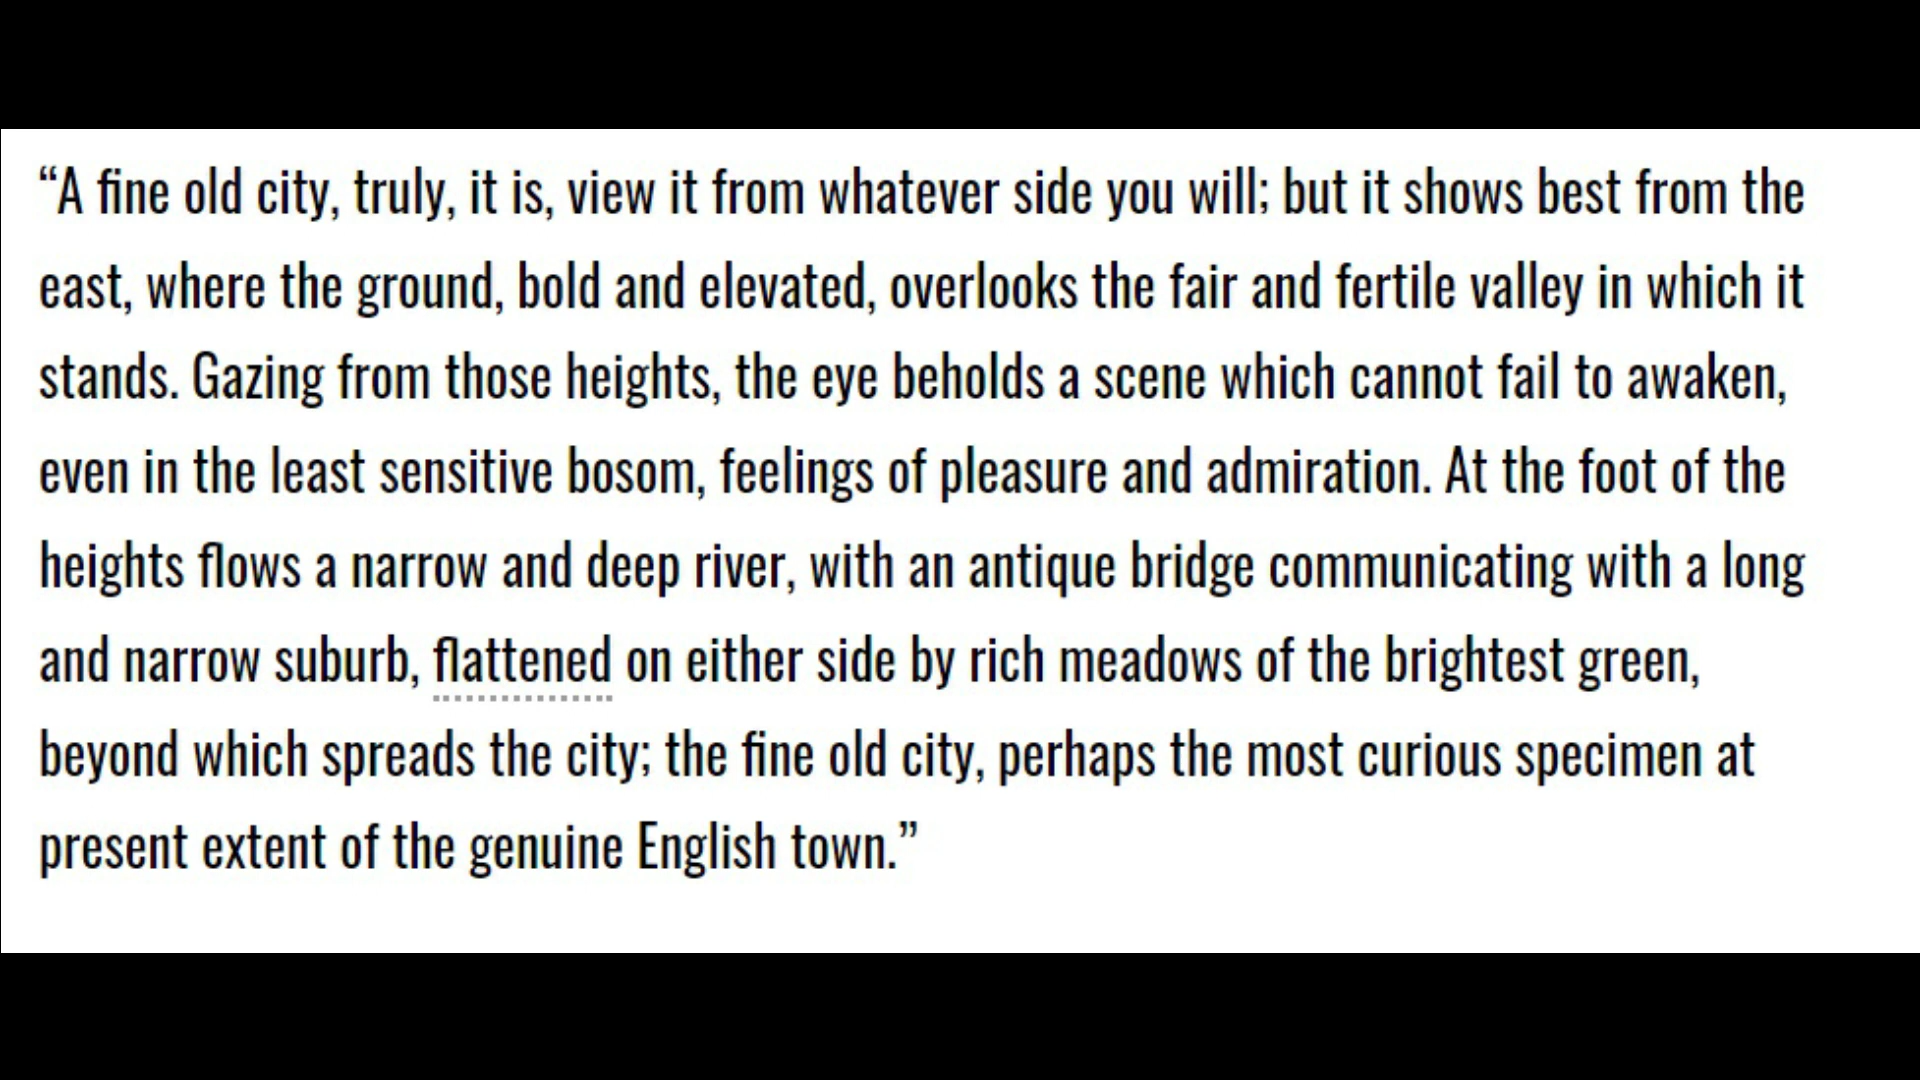 “A fine old city, truly, it is, view it from whatever side you will; but it shows best from the
east, where the ground, bold and elevated, overlooks the fair and fertile valley in which it
stands. Gazing from those heights, the eye beholds a scene which cannot fail to awaken,
even in the least sensitive bosom, feelings of pleasure and admiration. At the foot of the
heights flows a narrow and deep river, with an antique bridge communicating with a long
and narrow suburb, flattened on either side by rich meadows of the brightest green,
beyond which spreads the city; the fine old city, perhaps the most curious specimen at
present extent of the genuine English town.”